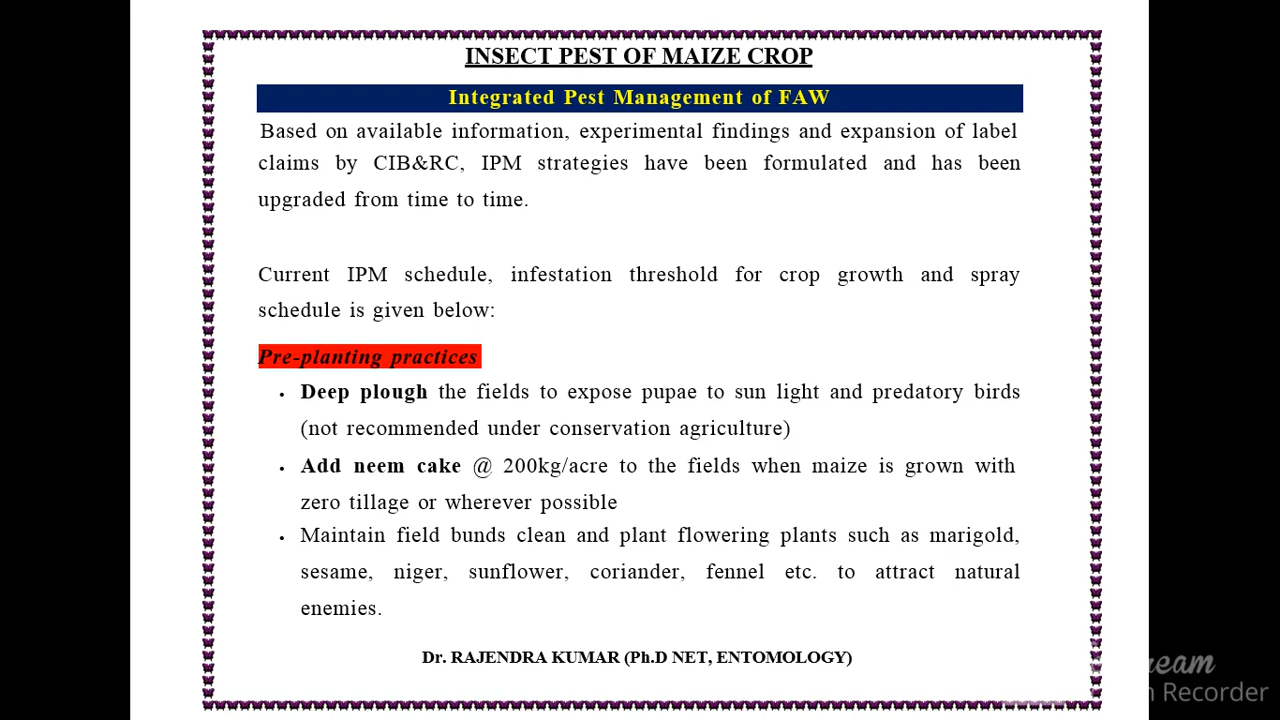 INSECT PEST OF MAIZE CROP
Integrated Pest Management of FAW
Based on available information, experimental findings and expansion of label
claims by CIB&RC, IPM strategies have been formulated and has been
upgraded from time to time.
Current IPM schedule, infestation threshold for crop growth and spray
schedule is given below:
Pre-planting practices
• Deep plough the fields to expose pupae to sun light and predatory birds
(not recommended under conservation agriculture)
• Add neem cake @ 200kg/acre to the fields when maize is grown with
zero tillage or wherever possible
• Maintain field bunds clean and plant flowering plants such as marigold,
sesame, niger, sunflower, coriander, fennel etc. to attract natural
enemies.
Dr. RAJENDRA KUMAR (Ph.D NET, ENTOMOLOGY)
Recorder